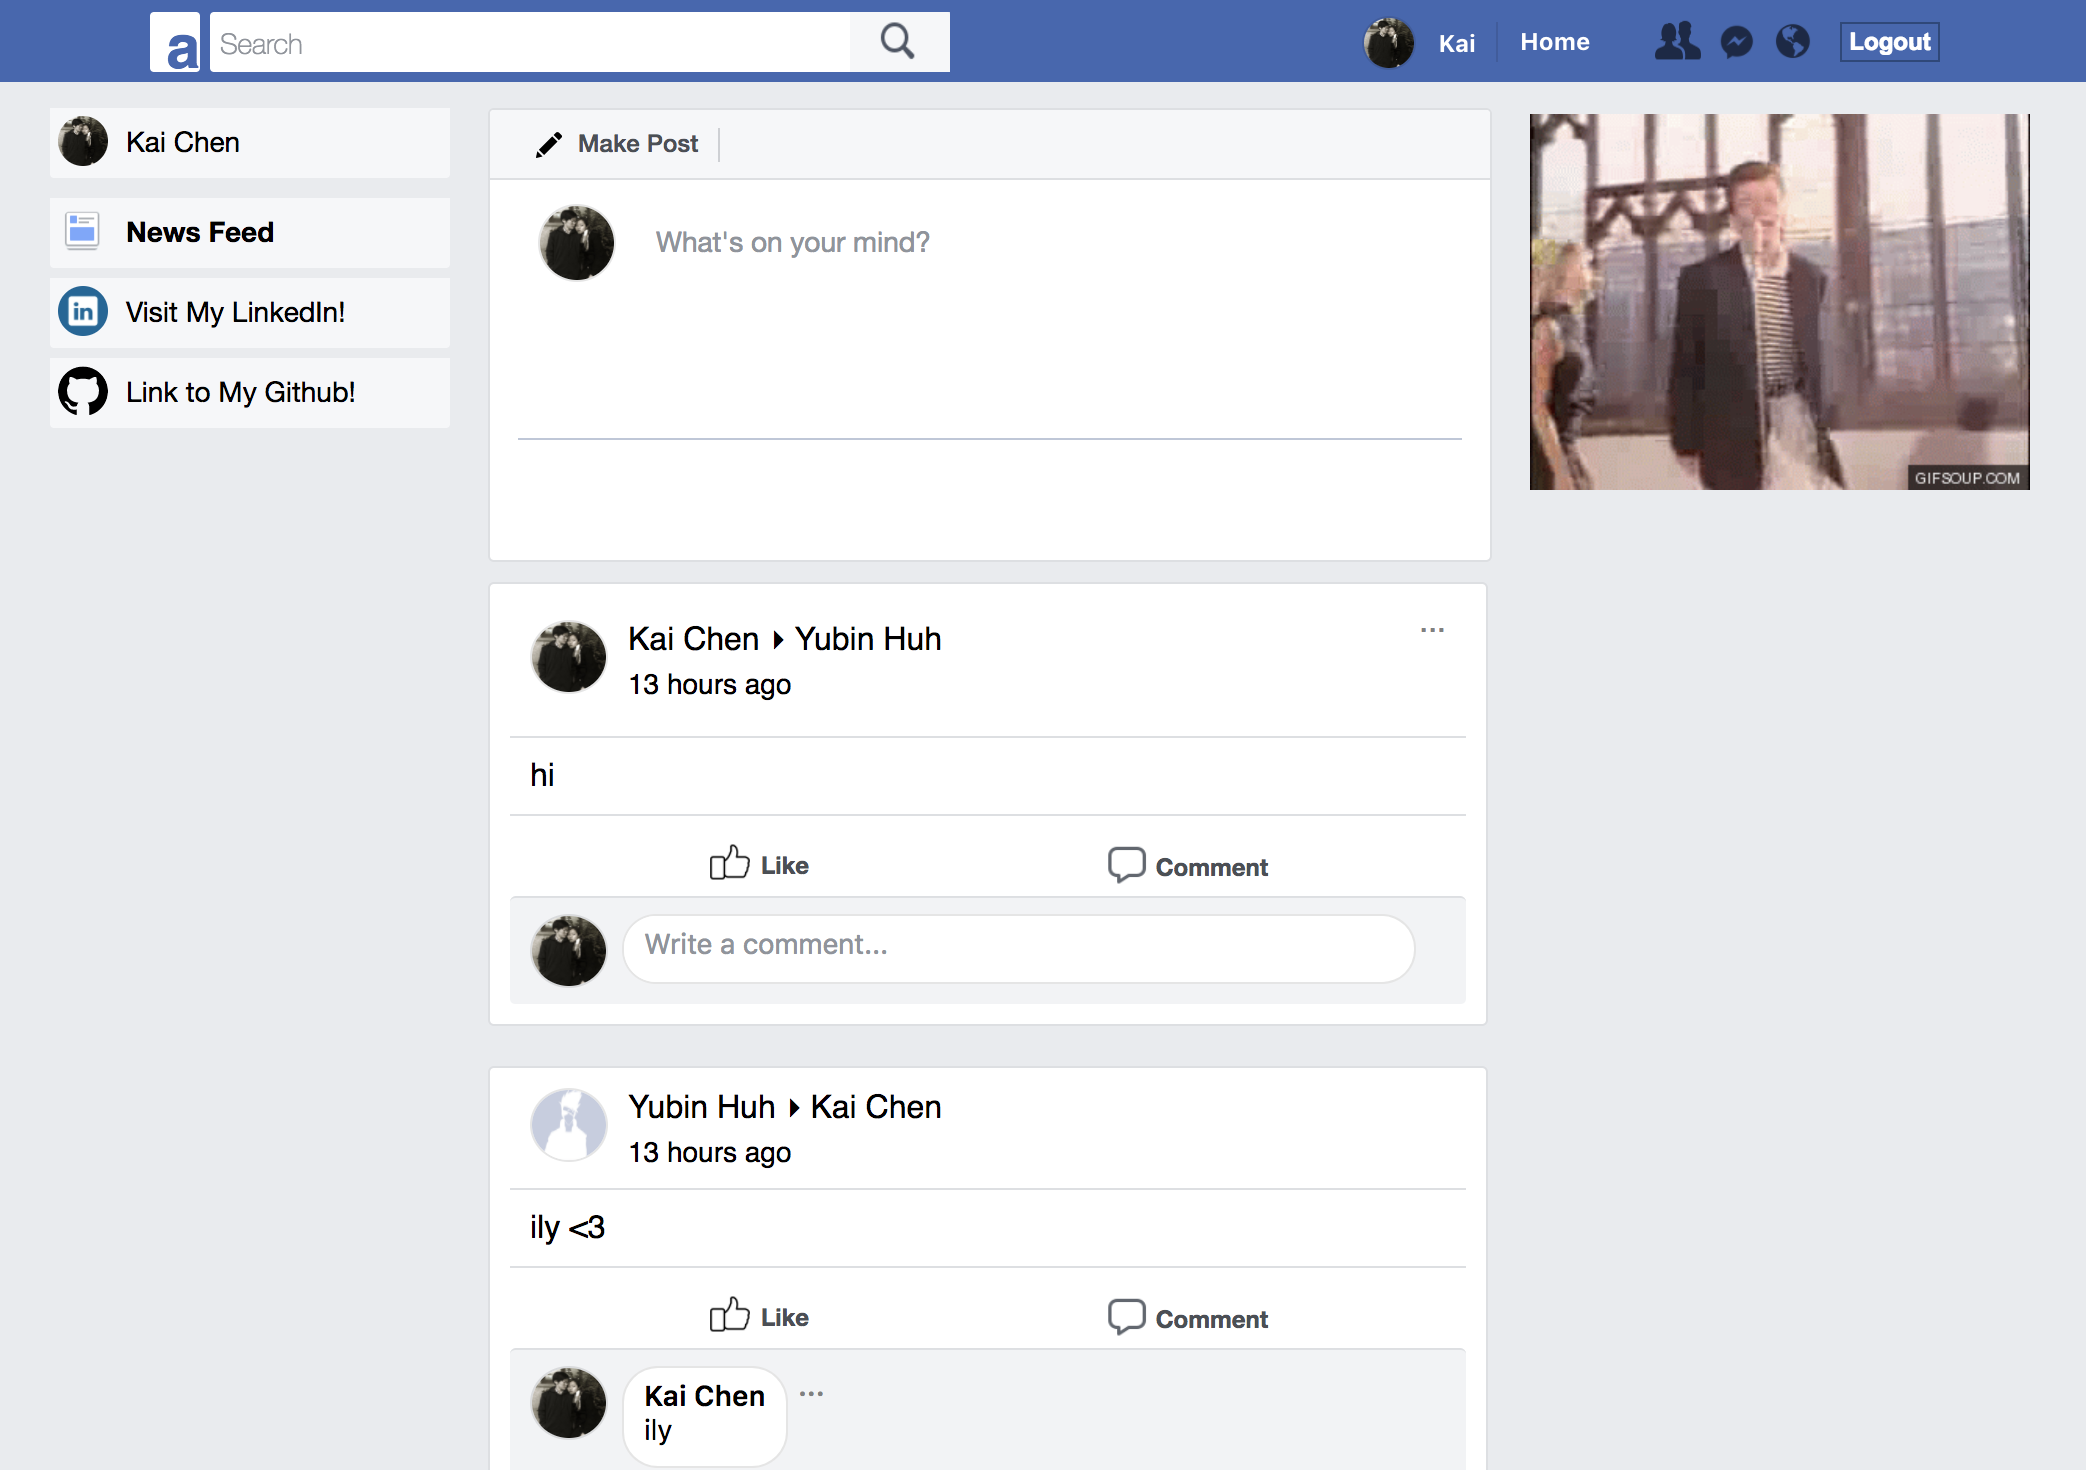 a
Search
Kai
Home
Logout
Kai Chen
News Feed
in
Visit My LinkedIn!
Link to My Github!
Make Post
What's on your mind?
GIFSOUP.COM
Kai Chen Yubin Huh
...
13 hours ago
hi
Like
Comment
Write a comment...
Yubin Huh Kai Chen
13 hours ago
ily <3
Like
Comment
Kai Chen
...
ily